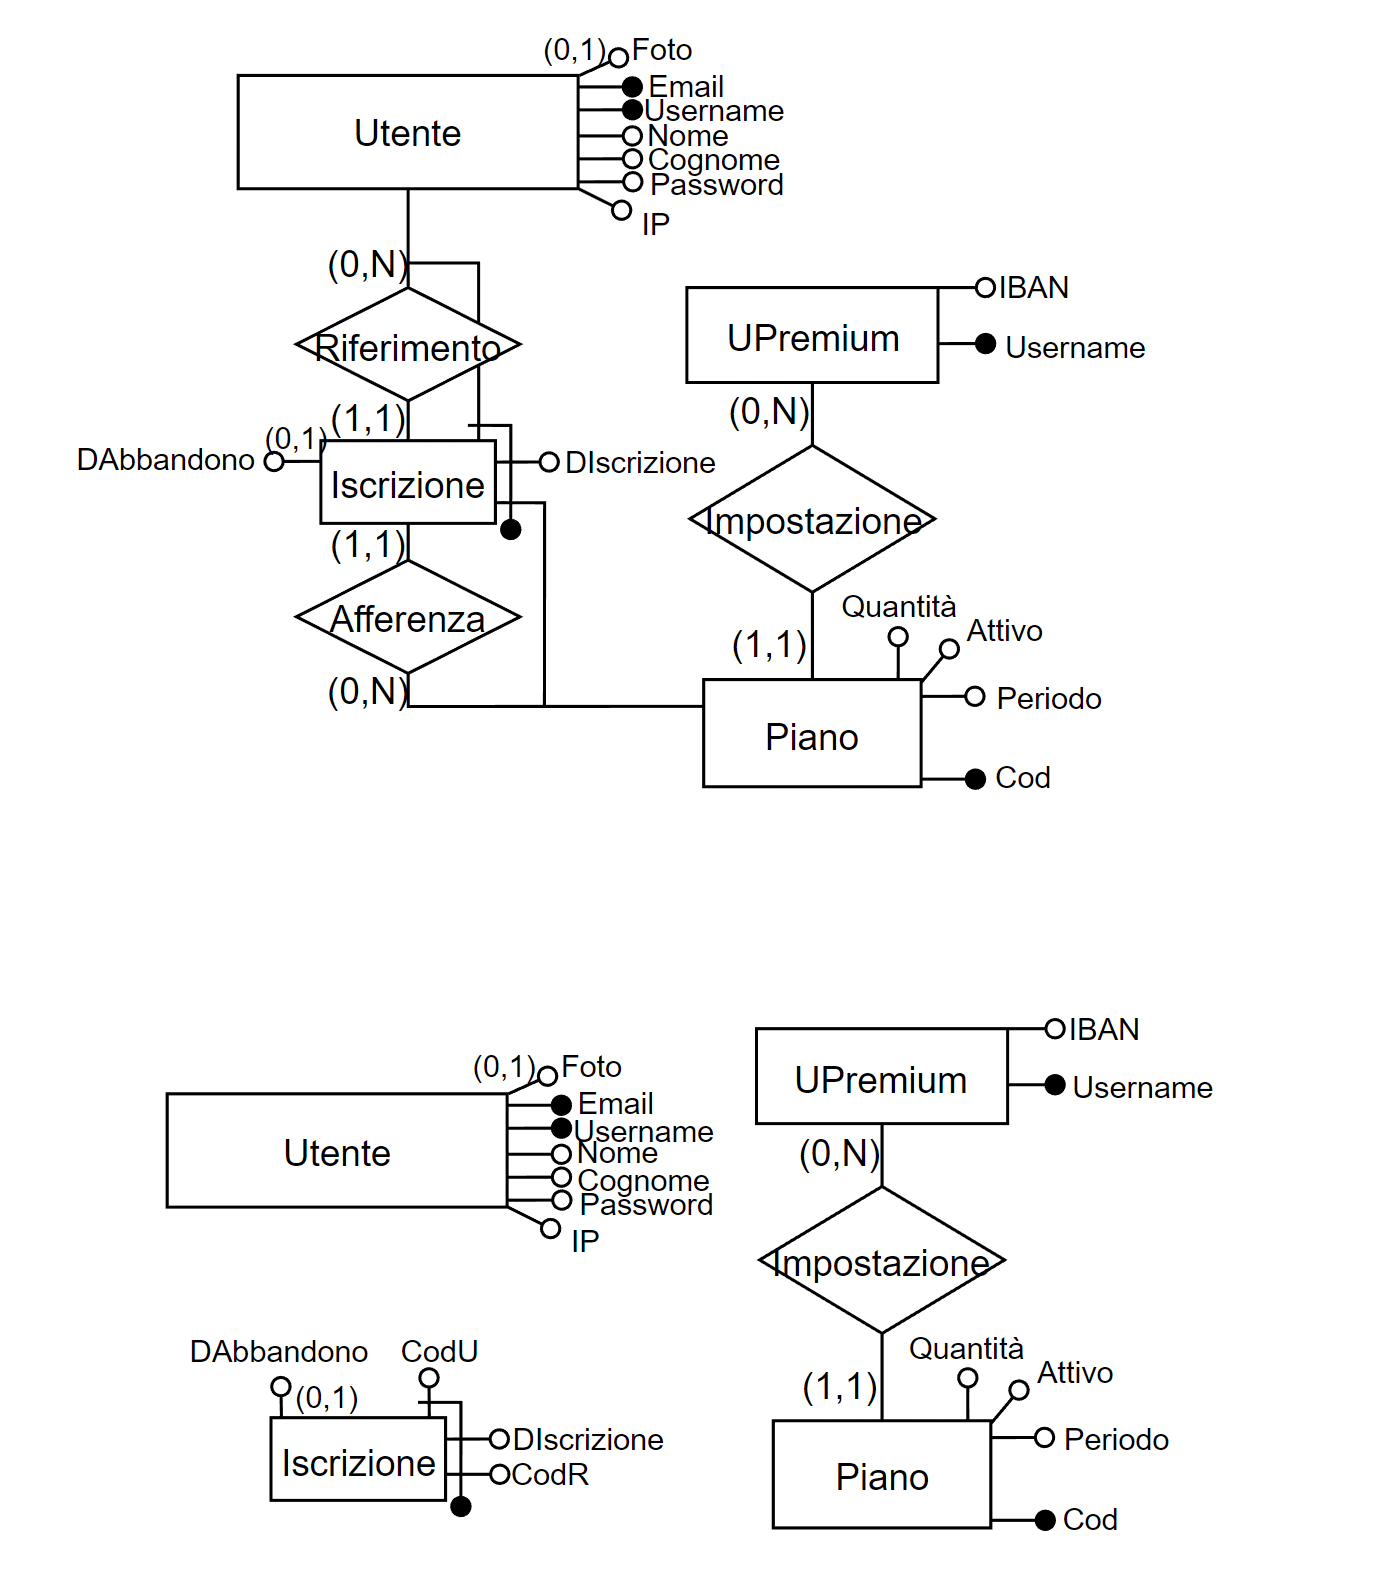 (0,1) Foto
Email
Username
Utente
Nome
Cognome
Password
IP
(0,N)
IBAN
UPremium
Username
Riferimento
(1,1)
(0,N)
(0,1)
DAbbandono
DIscrizione
Iscrizione
Impostazione
(1,1)
Afferenza
Quantità
Attivo
(1,1)
(0,N)
Periodo
Piano
Cod
IBAN
(0,1) Foto
UPremium
Username
Email
Username
Utente
Nome
(0,N)
Cognome
Password
IP
Impostazione
DAbbandono
CodU
Quantità
Attivo
(0,1)
(1,1)
DIscrizione
Periodo
Iscrizione
CodR
Piano
Cod